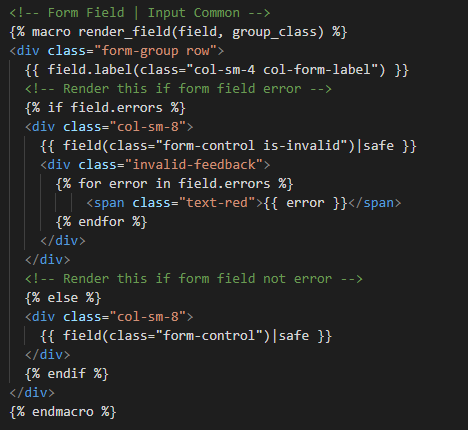 <!-- Form Field | Input Common -->
{% macro render_field(field, group_class) %}
<div class="form-group row">
{{ field.label(class="col-sm-4 col-form-label") }}
<!-- Render this if form field error -->
{% if field.errors %}
<div class="col-sm-8">
{{ field(class="form-control is-invalid")|safe }}
<div class="invalid-feedback">
{% for error in field.errors %}
<span class="text-red">{{ error }}</span>
{% endfor %}
</div>
</div>
<!-- Render this if form field not error -->
{% else %}
<div class="col-sm-8">
{{ field(class="form-control")|safe }}
</div>
{% endif %}
</div>
{% endmacro %}